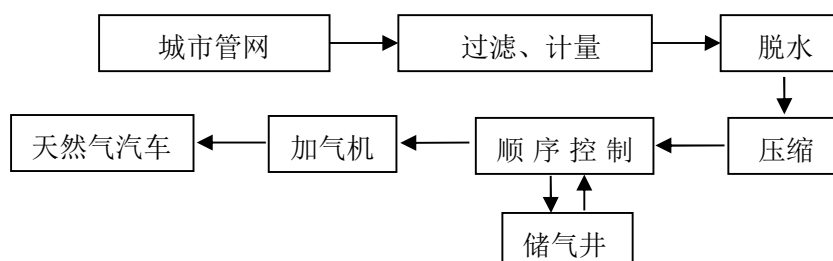 城市管网
过滤、计量
脱水
天然气汽车
加气机
顺序控制
压缩
储气井